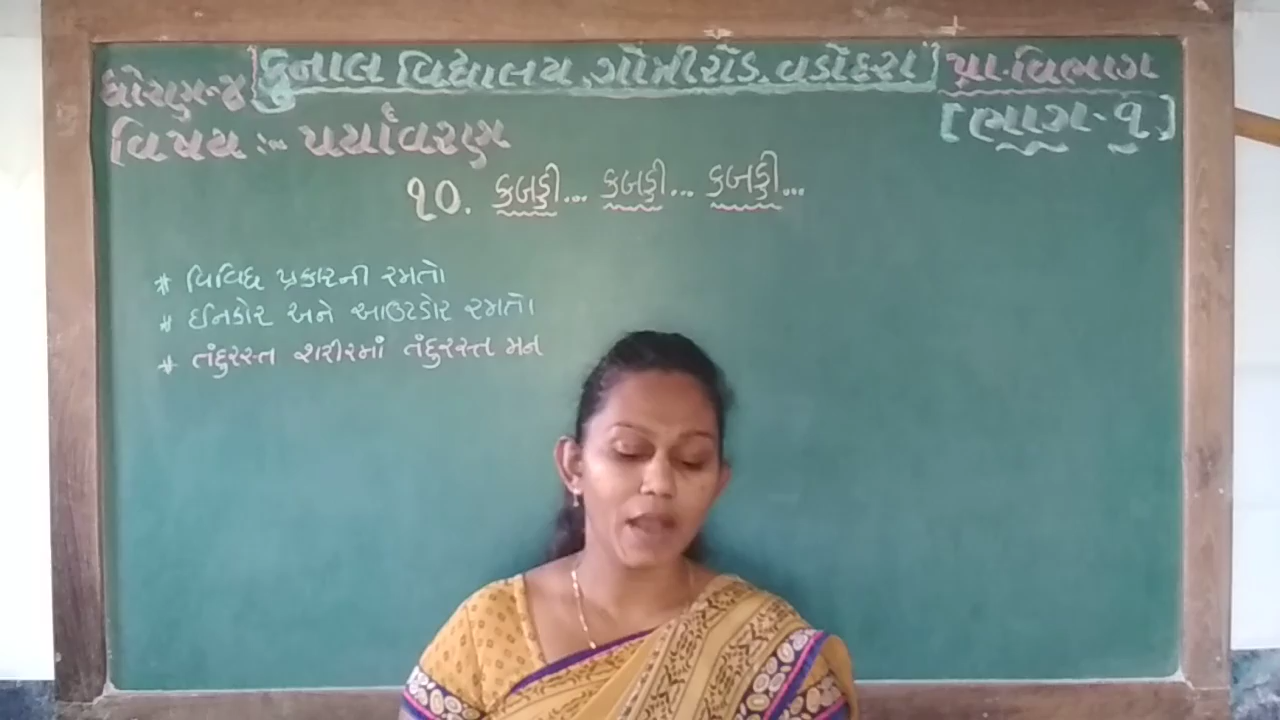 ધોરણ-૪ [કુનાલ વિદ્યાલય, ગોત્રીરોડ, વડોદરા] પ્રા.વિભાગ
વિષય :- પર્યાવરણ [ભાગ-૧]
૧૦. કબડ્ડી... કબડ્ડી... કબડ્ડી...
* વિવિધ પ્રકારની રમતો
* ઈનડોર અને આઉટડોર રમતો
* તંદુરસ્ત શરીરમાં તંદુરસ્ત મન